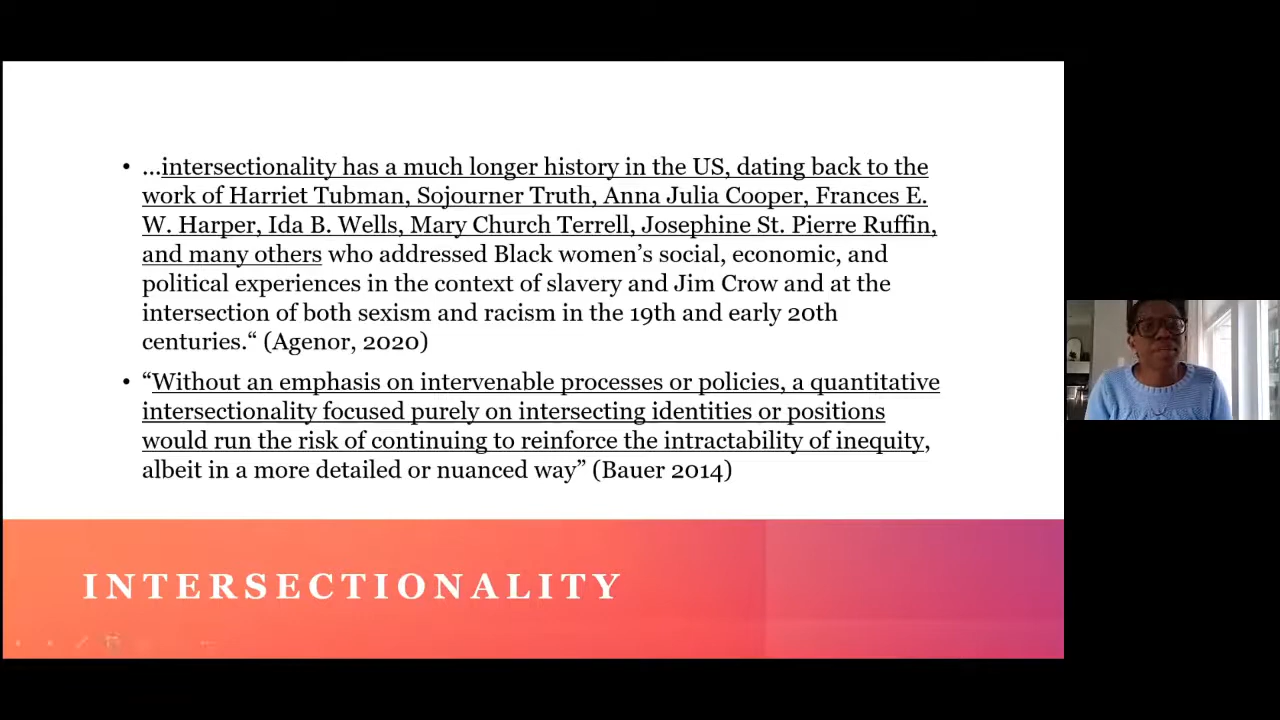 • ...intersectionality has a much longer history in the US, dating back to the
work of Harriet Tubman, Sojourner Truth, Anna Julia Cooper, Frances E.
W. Harper, Ida B. Wells, Mary Church Terrell, Josephine St. Pierre Ruffin,
and many others who addressed Black women’s social, economic, and
political experiences in the context of slavery and Jim Crow and at the
intersection of both sexism and racism in the 19th and early 20th
centuries.“ (Agenor, 2020)
• “Without an emphasis on intervenable processes or policies, a quantitative
intersectionality focused purely on intersecting identities or positions
would run the risk of continuing to reinforce the intractability of inequity,
albeit in a more detailed or nuanced way” (Bauer 2014)
INTERSECTIONALITY